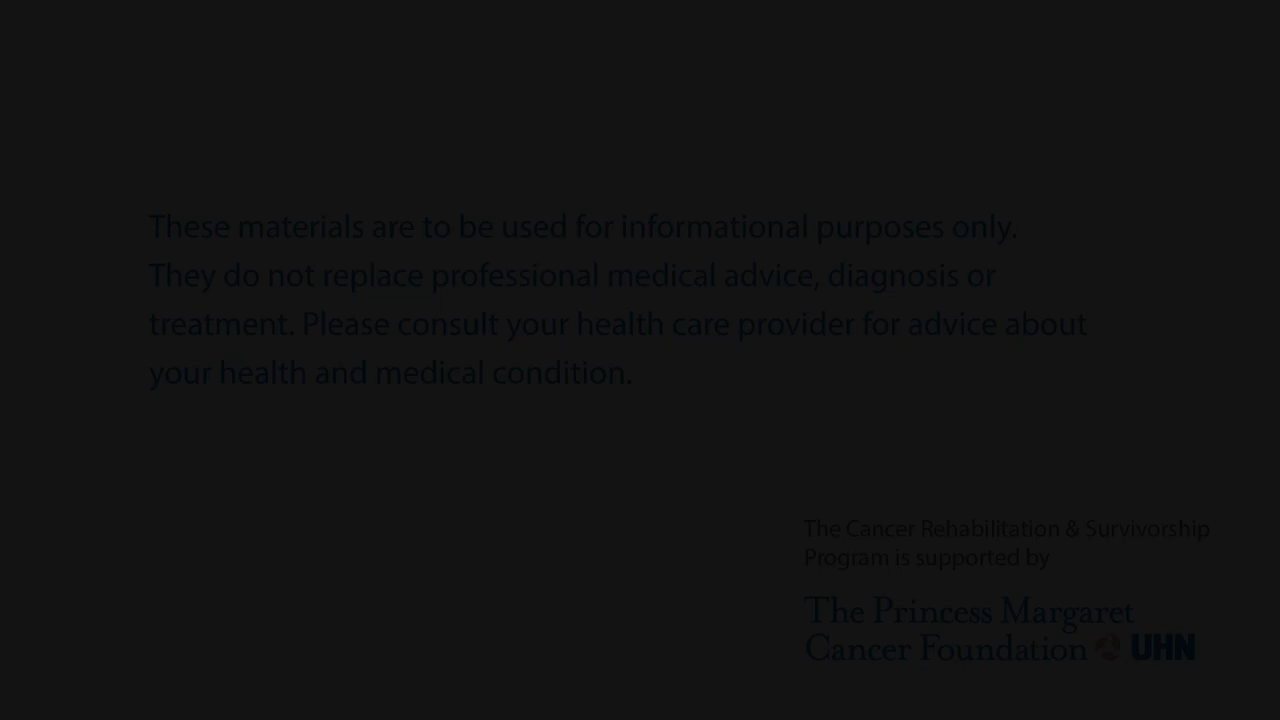 These materials are to be used for informational purposes only.
They do not replace professional medical advice, diagnosis or
treatment. Please consult your health care provider for advice about
your health and medical condition.
The Cancer Rehabilitation & Survivorship
Program is supported by
The Princess Margaret
Cancer Foundation UHN